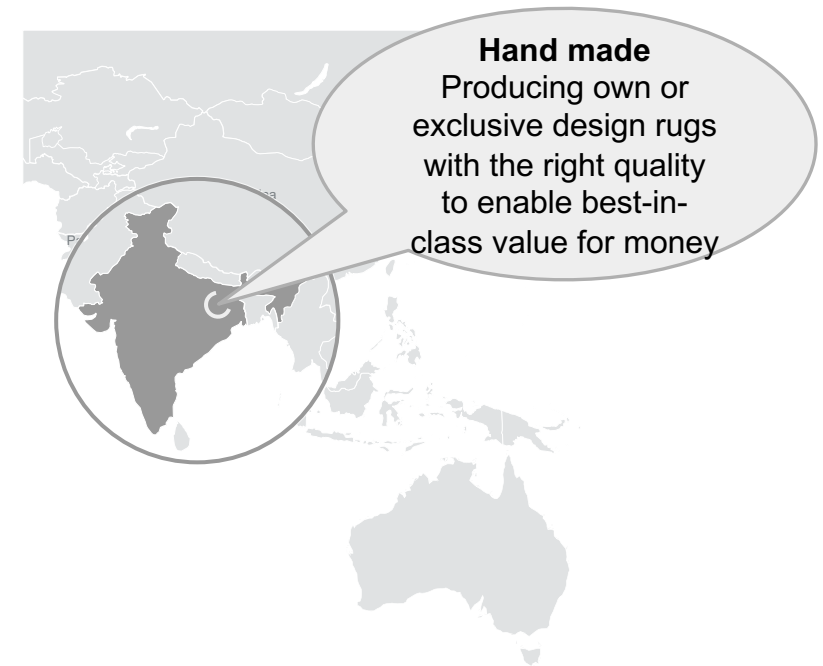 Hand made
Producing own or
exclusive design rugs
with the right quality
to enable best-in-
class value for money